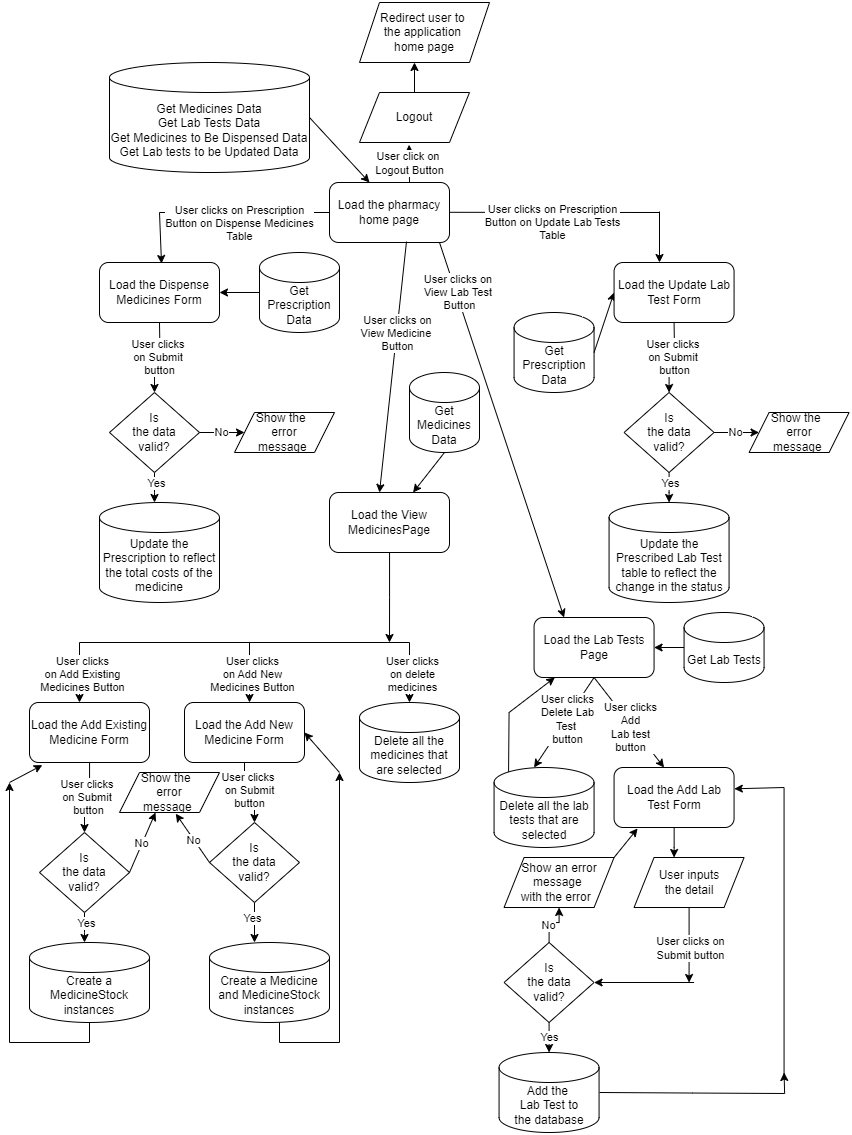 Redirect user to
the application
home page
Get Medicines Data
Get Lab Tests Data
Get Medicines to Be Dispensed Data
Get Lab tests to be Updated Data
Logout
User click on
Logout Button
Load the pharmacy
home page
User clicks on Prescription
Button on Dispense Medicines
Table
User clicks on Prescription
Button on Update Lab Tests
Table
Load the Dispense
Medicines Form
Get
Prescription
Data
User clicks on
View Medicine
Button
User clicks on
View Lab Test
Button
Load the Update Lab
Test Form
Get
Prescription
Data
User clicks
on Submit
button
User clicks
on Submit
button
Is
the data
valid?
No
Show the
error
message
Get
Medicines
Data
Is
the data
valid?
No
Show the
error
message
Yes
Yes
Update the
Prescription to reflect
the total costs of the
medicine
Load the View
MedicinesPage
Update the
Prescribed Lab Test
table to reflect the
change in the status
Load the Lab Tests
Page
Get Lab Tests
User clicks
on Add Existing
Medicines Button
User clicks
on Add New
Medicines Button
User clicks
on delete
medicines
User clicks
Delete Lab
Test
button
User clicks
Add
Lab test
button
Load the Add Existing
Medicine Form
Load the Add New
Medicine Form
Delete all the
medicines that
are selected
Delete all the lab
tests that are
selected
Load the Add Lab
Test Form
User clicks
on Submit
button
Show the
error
message
User clicks
on Submit
button
Is
the data
valid?
No
No
Is
the data
valid?
Show an error
message
with the error
User inputs
the detail
Yes
Yes
No
User clicks on
Submit button
Create a
MedicineStock
instances
Create a Medicine
and MedicineStock
instances
Is
the data
valid?
Yes
Add the
Lab Test to
the database